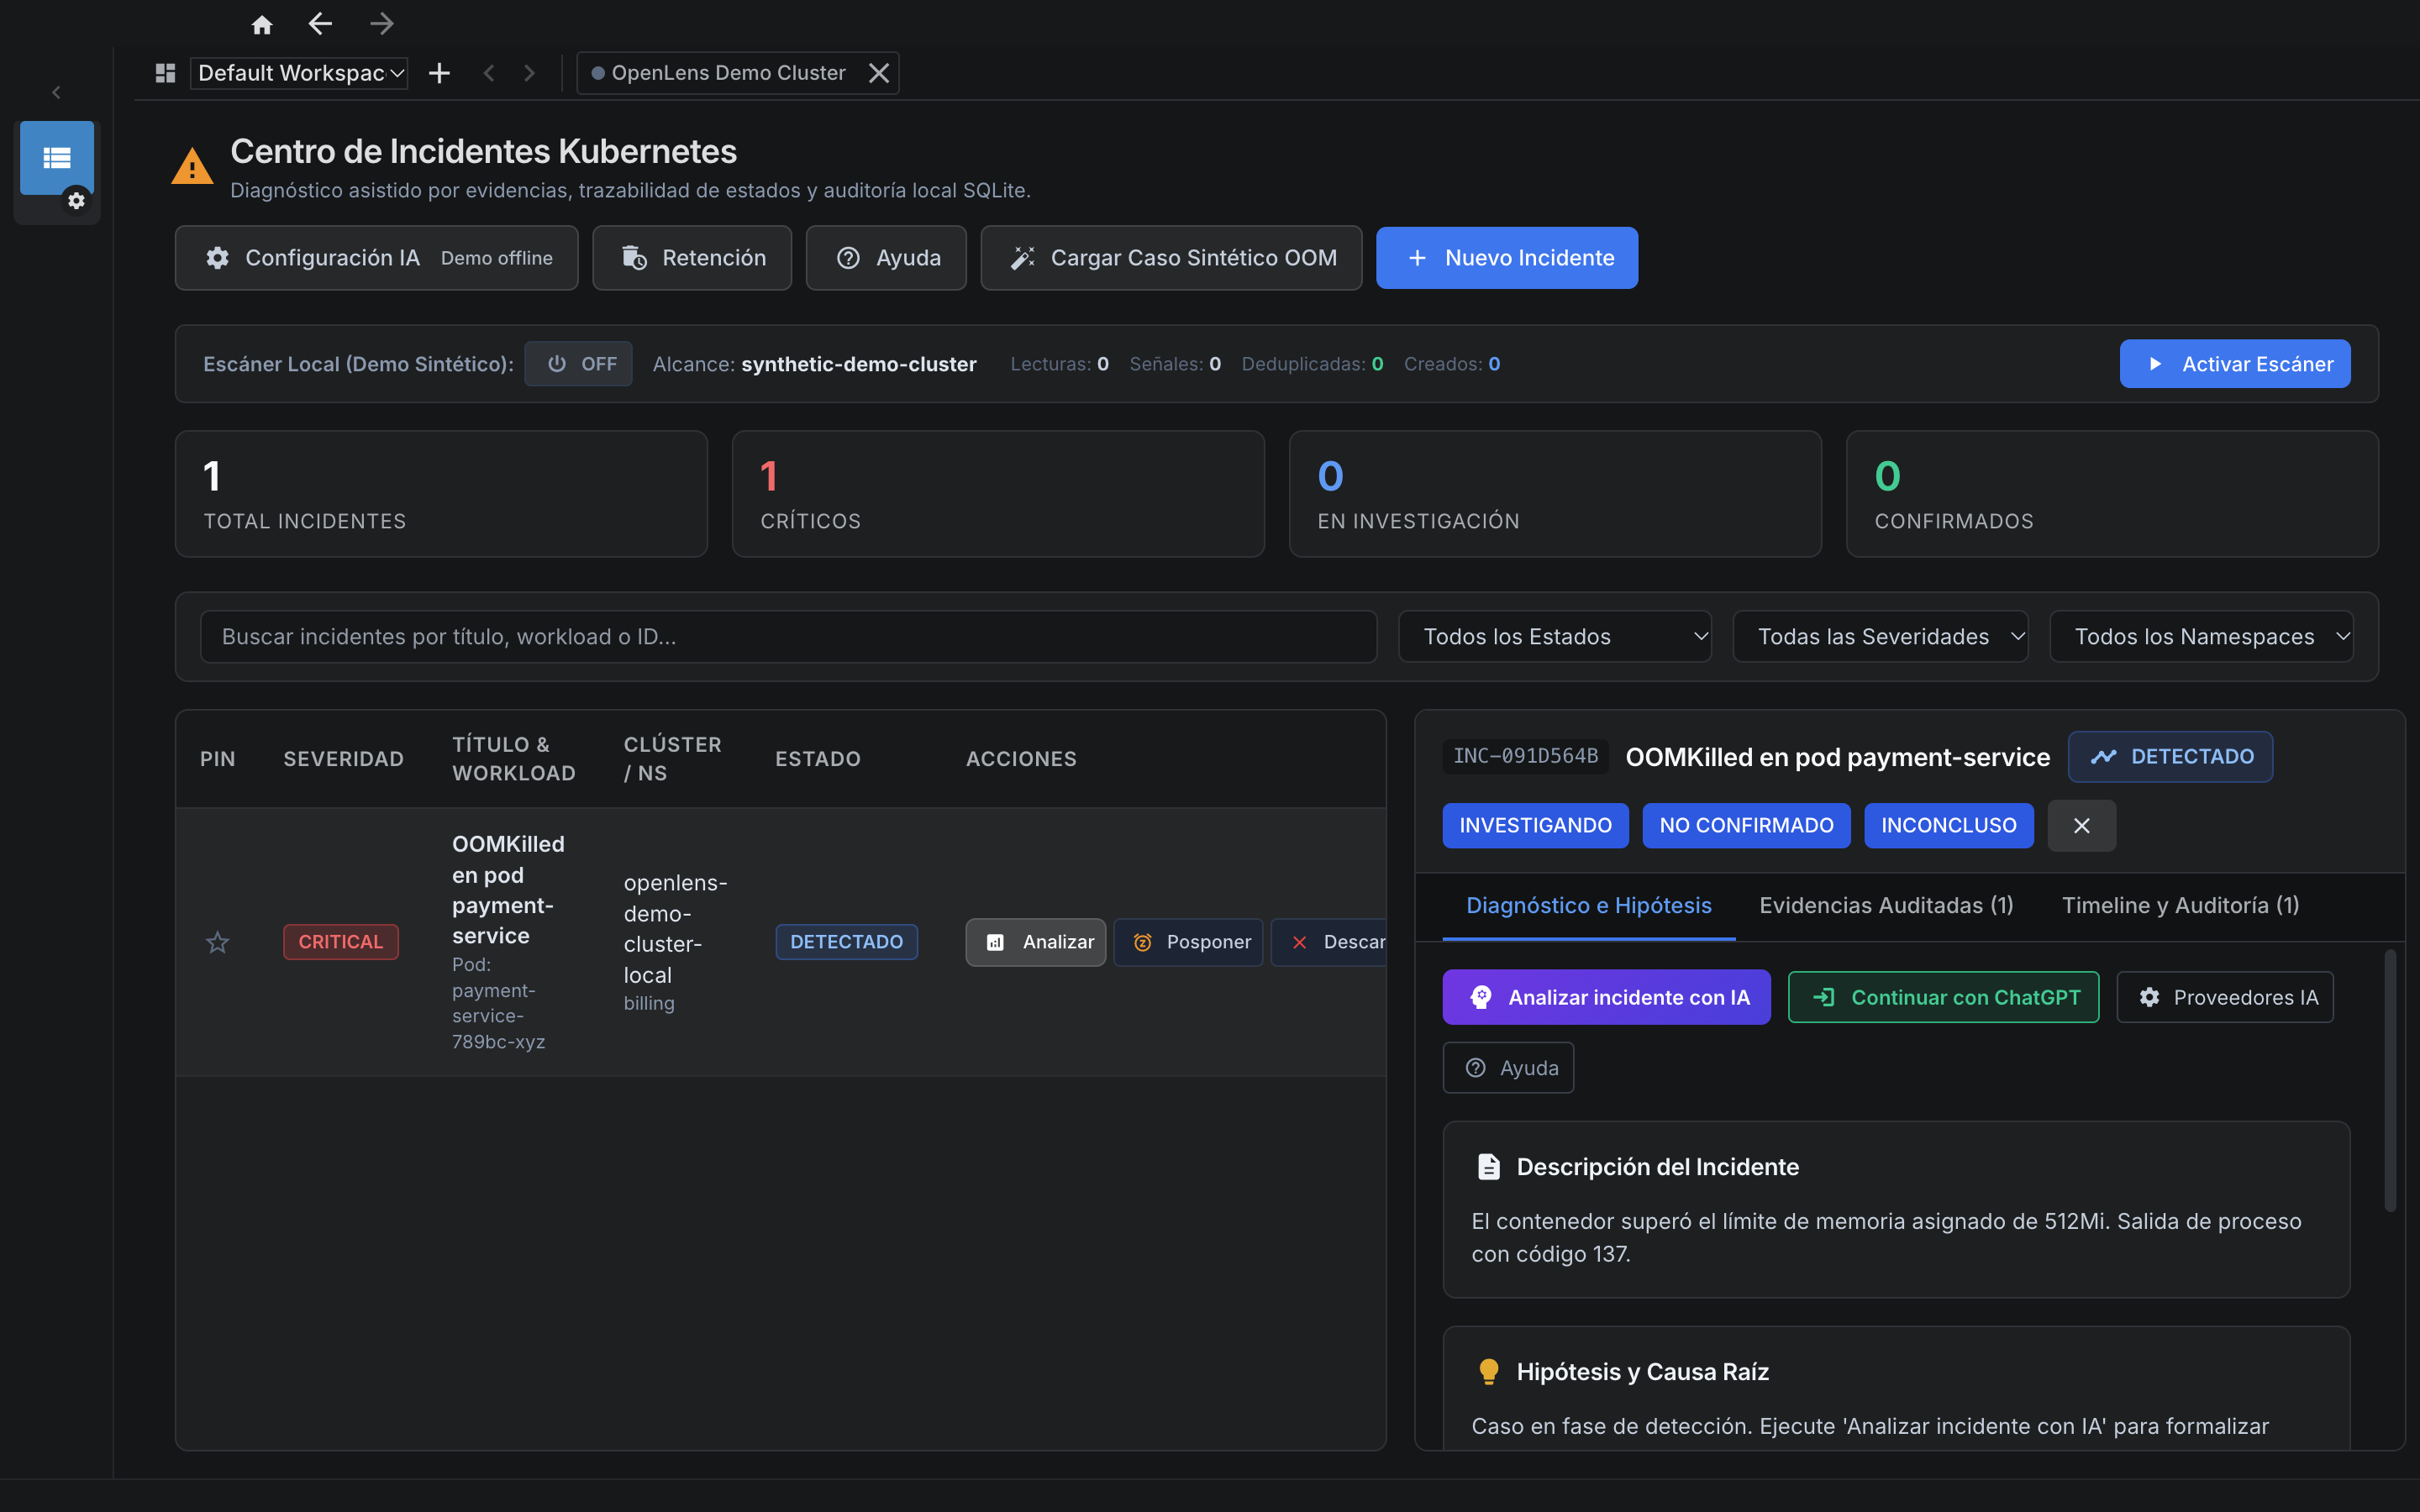 Default Workspac
OpenLens Demo Cluster
Centro de Incidentes Kubernetes
Diagnóstico asistido por evidencias, trazabilidad de estados y auditoría local SQLite.
Configuración IA Demo offline
Retención
Ayuda
Cargar Caso Sintético OOM
Nuevo Incidente
Escáner Local (Demo Sintético): OFF Alcance: synthetic-demo-cluster Lecturas: 0 Señales: 0 Deduplicadas: 0 Creados: 0
Activar Escáner
1
TOTAL INCIDENTES
1
CRÍTICOS
0
EN INVESTIGACIÓN
0
CONFIRMADOS
Buscar incidentes por título, workload o ID...
Todos los Estados
Todas las Severidades
Todos los Namespaces
PIN
SEVERIDAD
TÍTULO &
WORKLOAD
CLÚSTER
/ NS
ESTADO
ACCIONES
CRITICAL
OOMKilled
en pod
payment-
service
Pod:
payment-
service-
789bc-xyz
openlens-
demo-
cluster-
local
billing
DETECTADO
Analizar
Posponer
Descar
INC-091D564B
OOMKilled en pod payment-service
DETECTADO
INVESTIGANDO
NO CONFIRMADO
INCONCLUSO
Diagnóstico e Hipótesis
Evidencias Auditadas (1)
Timeline y Auditoría (1)
Analizar incidente con IA
Continuar con ChatGPT
Proveedores IA
Ayuda
Descripción del Incidente
El contenedor superó el límite de memoria asignado de 512Mi. Salida de proceso
con código 137.
Hipótesis y Causa Raíz
Caso en fase de detección. Ejecute 'Analizar incidente con IA' para formalizar